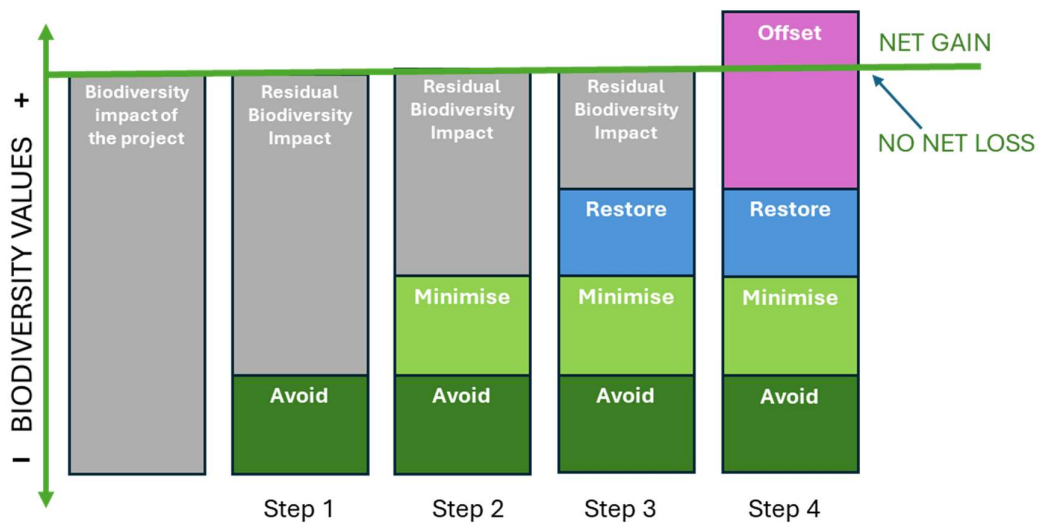 Offset
NET GAIN
+
Biodiversity
impact of
the project
Residual
Biodiversity
Impact
Residual
Biodiversity
Impact
Residual
Biodiversity
Impact
NO NET LOSS
BIODIVERSITY VALUES
Restore
Restore
Minimise
Minimise
Minimise
Avoid
Avoid
Avoid
Avoid
–
Step 1
Step 2
Step 3
Step 4